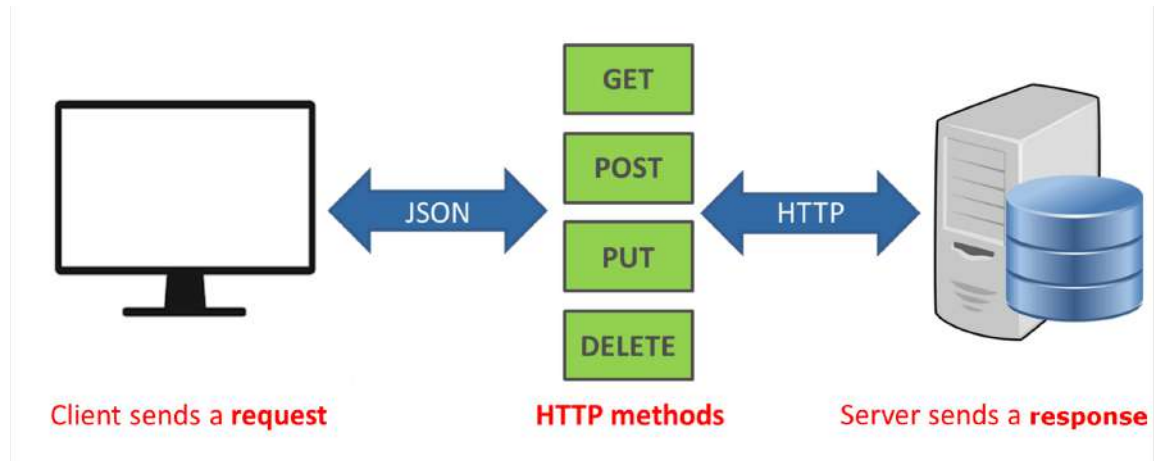 GET
POST
JSON
HTTP
PUT
DELETE
Client sends a request
HTTP methods
Server sends a response